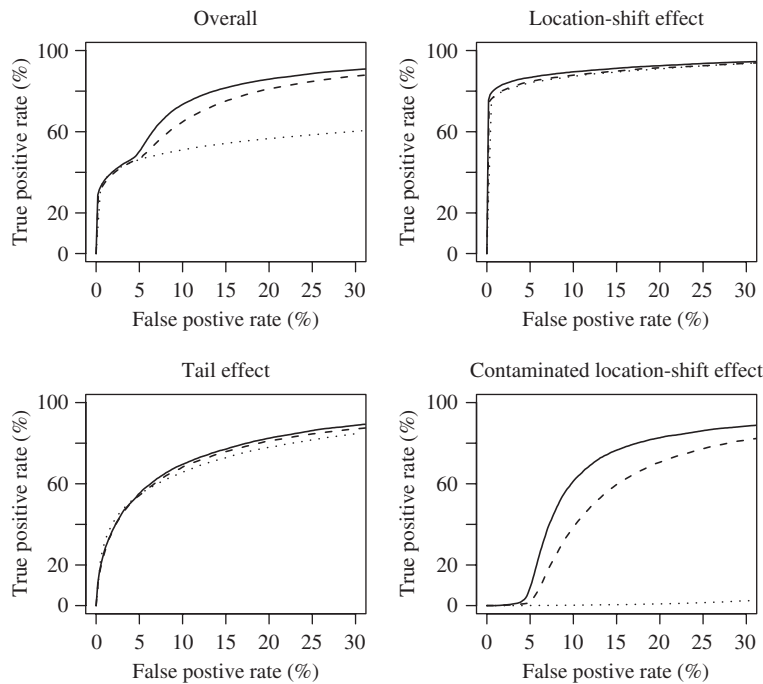 Overall
True positive rate (%)
100
60
20
0
0 5 10 15 20 25 30
False postive rate (%)
Location-shift effect
True positive rate (%)
100
60
20
0
0 5 10 15 20 25 30
False postive rate (%)
Tail effect
True positive rate (%)
100
60
20
0
0 5 10 15 20 25 30
False postive rate (%)
Contaminated location-shift effect
True positive rate (%)
100
60
20
0
0 5 10 15 20 25 30
False postive rate (%)